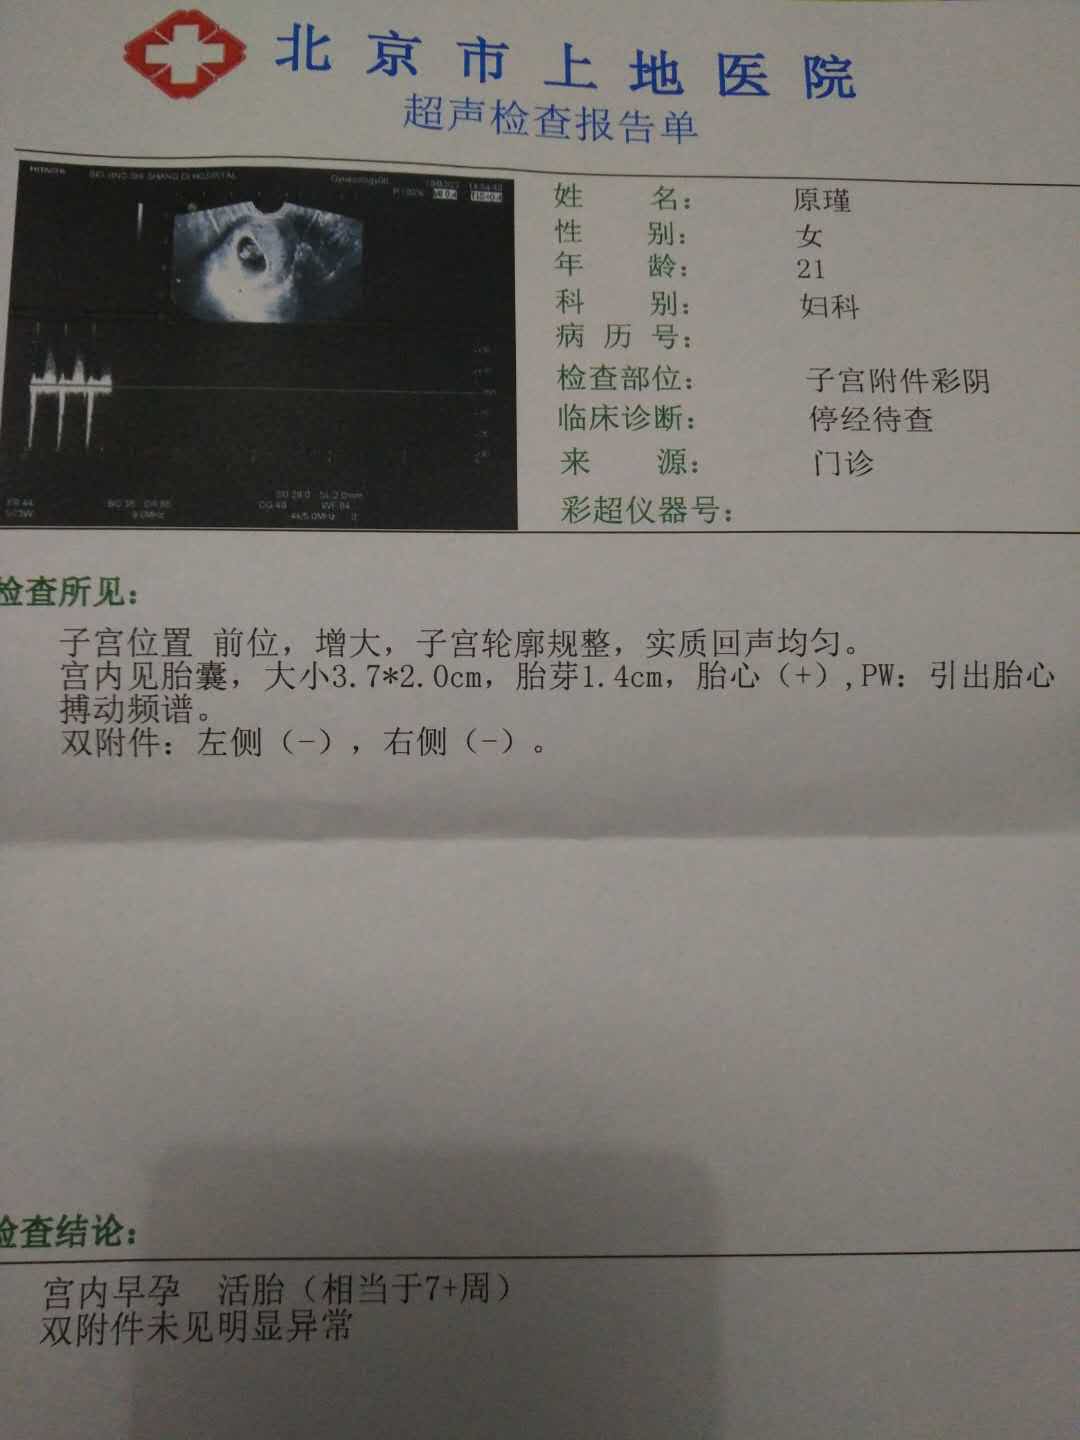 北京市上地医院
超声检查报告单
HITACHI
BEIJING SHI SHANG DI HOSPITAL
姓 名： 原瑾
性 别： 女
年 龄： 21
科 别： 妇科
病 历 号：
检查部位： 子宫附件彩阴
临床诊断： 停经待查
来 源： 门诊
彩超仪器号：
检查所见：
子宫位置 前位，增大，子宫轮廓规整，实质回声均匀。
宫内见胎囊，大小3.7*2.0cm，胎芽1.4cm，胎心（+）,PW：引出胎心
搏动频谱。
双附件：左侧（-），右侧（-）。
检查结论：
宫内早孕 活胎（相当于7+周）
双附件未见明显异常